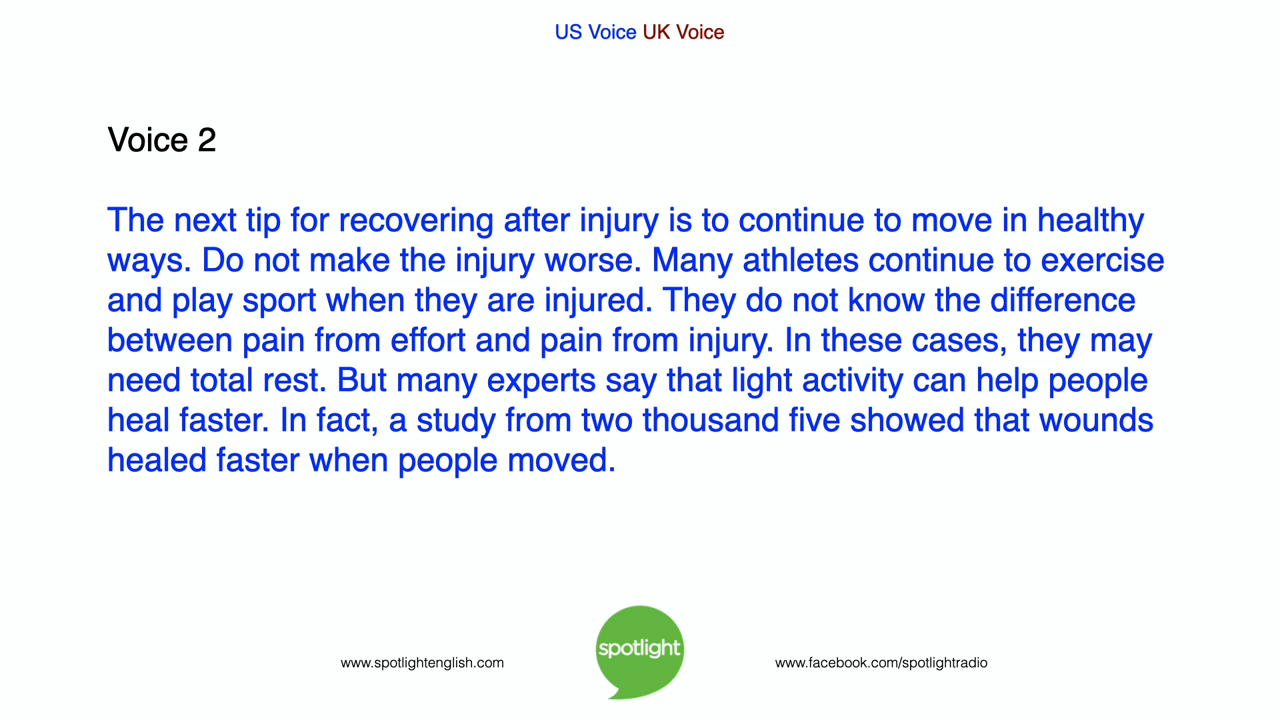 US Voice UK Voice
Voice 2
The next tip for recovering after injury is to continue to move in healthy
ways. Do not make the injury worse. Many athletes continue to exercise
and play sport when they are injured. They do not know the difference
between pain from effort and pain from injury. In these cases, they may
need total rest. But many experts say that light activity can help people
heal faster. In fact, a study from two thousand five showed that wounds
healed faster when people moved.
spotlight
www.spotlightenglish.com
www.facebook.com/spotlightradio